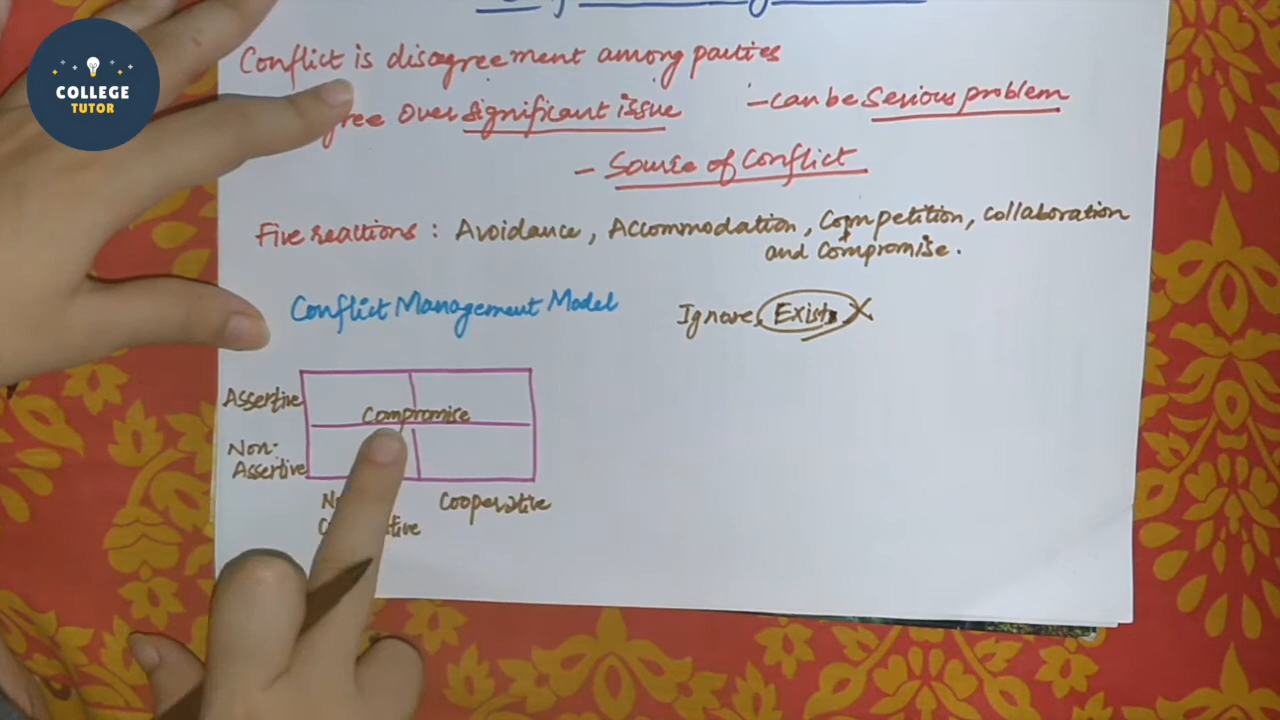 COLLEGE
TUTOR
Conflict is disagreement among parties
over significant issue
- can be Serious problem
- Source of Conflict
Five reactions : Avoidance, Accommodation, Competition, Collaboration
and Compromise.
Conflict Management Model
Ignore, Exists X
Assertive
Compromise
Non-
Assertive
Cooperative